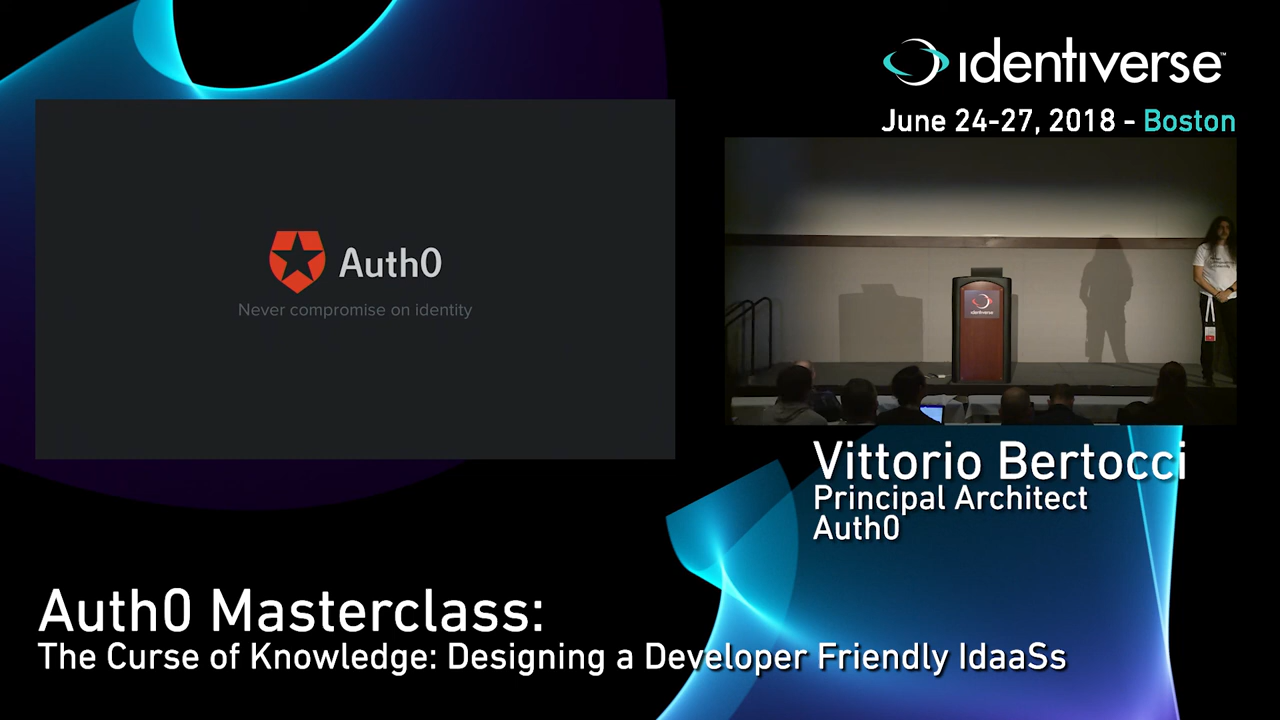 identiverse™
June 24-27, 2018 - Boston
Auth0
Never compromise on identity
identiverse
Vittorio Bertocci
Principal Architect
Auth0
Auth0 Masterclass:
The Curse of Knowledge: Designing a Developer Friendly IdaaSs